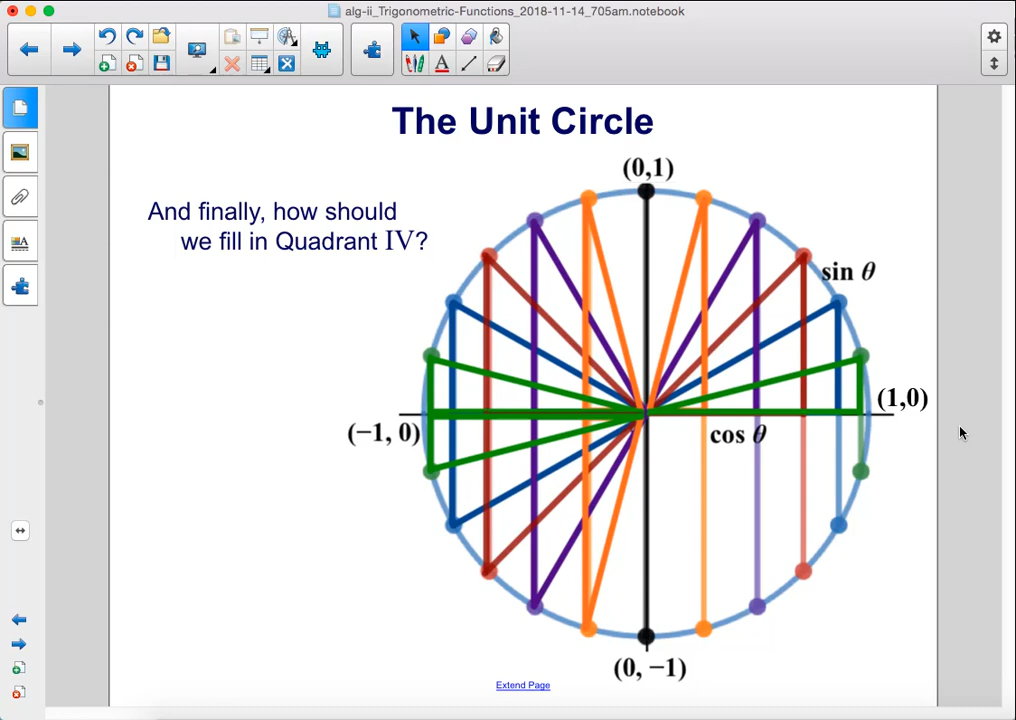 alg-ii_Trigonometric-Functions_2018-11-14_705am.notebook
The Unit Circle
(0,1)
And finally, how should
we fill in Quadrant IV?
sin θ
(1,0)
(−1, 0)
cos θ
(0, −1)
Extend Page